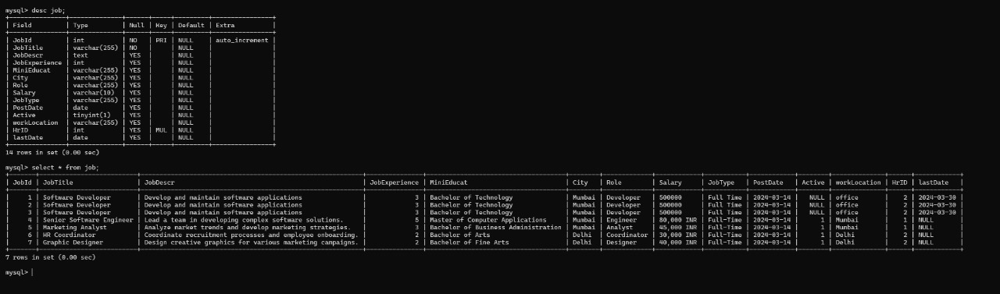 mysql> desc job;
+---------------+--------------+------+-----+---------+----------------+
| Field         | Type         | Null | Key | Default | Extra          |
+---------------+--------------+------+-----+---------+----------------+
| JobId         | int          | NO   | PRI | NULL    | auto_increment |
| JobTitle      | varchar(255) | NO   |     | NULL    |                |
| JobDescr      | text         | YES  |     | NULL    |                |
| JobExperience | int          | YES  |     | NULL    |                |
| MiniEducat    | varchar(255) | YES  |     | NULL    |                |
| City          | varchar(255) | YES  |     | NULL    |                |
| Role          | varchar(255) | YES  |     | NULL    |                |
| Salary        | varchar(10)  | YES  |     | NULL    |                |
| JobType       | varchar(255) | YES  |     | NULL    |                |
| PostDate      | date         | YES  |     | NULL    |                |
| Active        | tinyint(1)   | YES  |     | NULL    |                |
| workLocation  | varchar(255) | YES  |     | NULL    |                |
| HrID          | int          | YES  | MUL | NULL    |                |
| lastDate      | date         | YES  |     | NULL    |                |
+---------------+--------------+------+-----+---------+----------------+
14 rows in set (0.00 sec)
mysql> select * from job;
| JobId | JobTitle | JobDescr | JobExperience | MiniEducat | City | Role | Salary | JobType | PostDate | Active | workLocation | HrID | lastDate |
| 1 | Software Developer | Develop and maintain software applications | 3 | Bachelor of Technology | Mumbai | Developer | 500000 | Full Time | 2024-03-14 | NULL | office | 2 | 2024-03-30 |
| 2 | Software Developer | Develop and maintain software applications | 3 | Bachelor of Technology | Mumbai | Developer | 500000 | Full Time | 2024-03-14 | NULL | office | 2 | 2024-03-30 |
| 3 | Software Developer | Develop and maintain software applications | 3 | Bachelor of Technology | Mumbai | Developer | 500000 | Full Time | 2024-03-14 | NULL | office | 2 | 2024-03-30 |
| 4 | Senior Software Engineer | Lead a team in developing complex software solutions. | 5 | Master of Computer Applications | Mumbai | Engineer | 80,000 INR | Full-Time | 2024-03-14 | 1 | Mumbai | 1 | NULL |
| 5 | Marketing Analyst | Analyze market trends and develop marketing strategies. | 3 | Bachelor of Business Administration | Mumbai | Analyst | 45,000 INR | Full-Time | 2024-03-14 | 1 | Mumbai | 1 | NULL |
| 6 | HR Coordinator | Coordinate recruitment processes and employee onboarding. | 2 | Bachelor of Arts | Delhi | Coordinator | 30,000 INR | Full-Time | 2024-03-14 | 1 | Delhi | 2 | NULL |
| 7 | Graphic Designer | Design creative graphics for various marketing campaigns. | 2 | Bachelor of Fine Arts | Delhi | Designer | 40,000 INR | Full-Time | 2024-03-14 | 1 | Delhi | 2 | NULL |
7 rows in set (0.00 sec)
mysql>